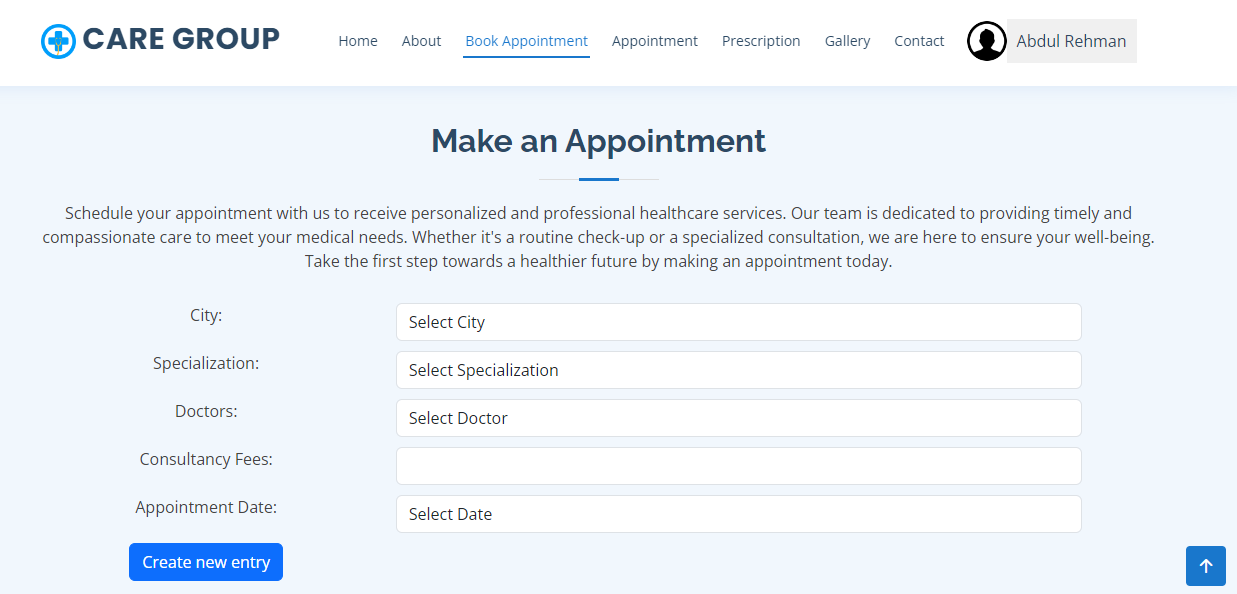 CARE GROUP
Home About Book Appointment Appointment Prescription Gallery Contact Abdul Rehman
Make an Appointment
Schedule your appointment with us to receive personalized and professional healthcare services. Our team is dedicated to providing timely and
compassionate care to meet your medical needs. Whether it's a routine check-up or a specialized consultation, we are here to ensure your well-being.
Take the first step towards a healthier future by making an appointment today.
City: Select City
Specialization: Select Specialization
Doctors: Select Doctor
Consultancy Fees:
Appointment Date: Select Date
Create new entry